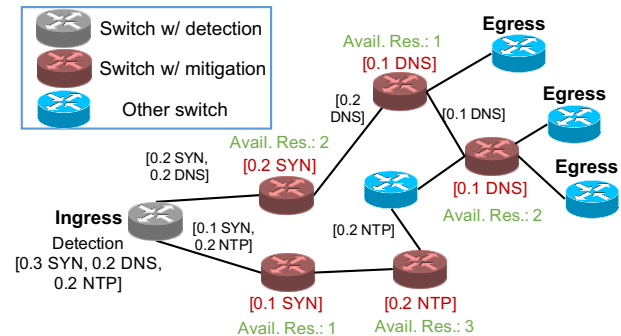 Switch w/ detection
Switch w/ mitigation
Other switch
Avail. Res.: 1
[0.1 DNS]
Egress
[0.2
DNS]
[0.1 DNS]
Egress
Avail. Res.: 2
[0.2 SYN]
[0.2 SYN,
0.2 DNS]
[0.1 DNS]
Egress
Avail. Res.: 2
Ingress
Detection
[0.3 SYN, 0.2 DNS,
0.2 NTP]
[0.1 SYN,
0.2 NTP]
[0.2 NTP]
[0.1 SYN]
Avail. Res.: 1
[0.2 NTP]
Avail. Res.: 3